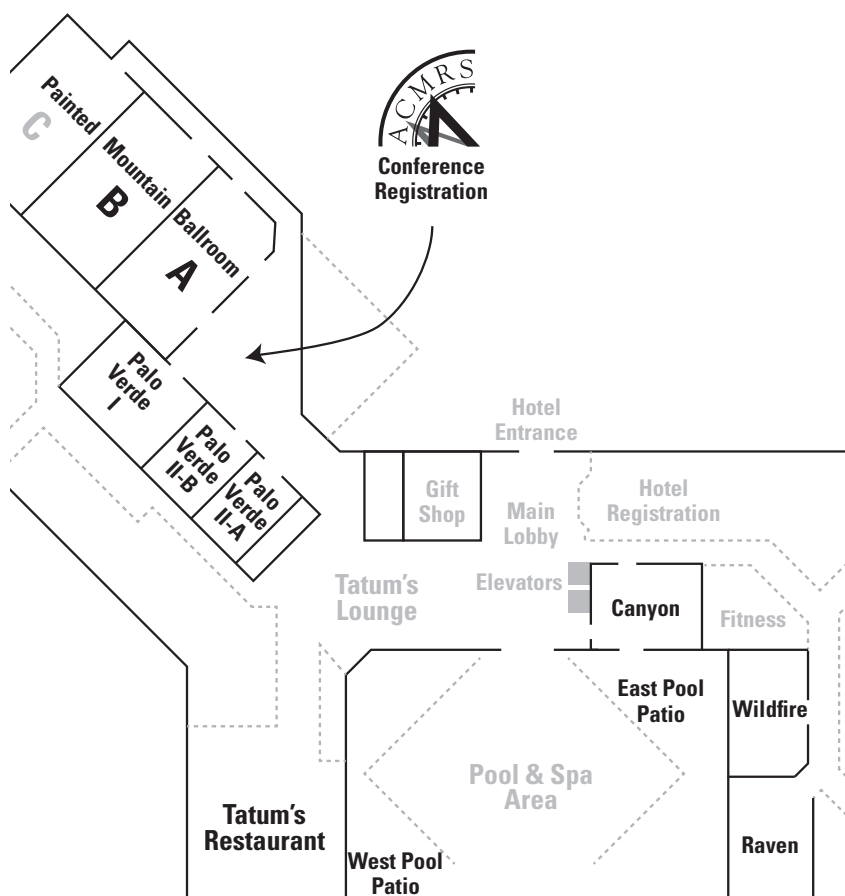 ACMRS
Conference
Registration
Painted Mountain Ballroom
C
B
A
Palo
Verde
I
Palo
Verde
II-B
Palo
Verde
II-A
Hotel
Entrance
Gift
Shop
Main
Lobby
Hotel
Registration
Tatum's
Lounge
Elevators
Canyon
Fitness
East Pool
Patio
Wildfire
Pool & Spa
Area
Tatum's
Restaurant
West Pool
Patio
Raven